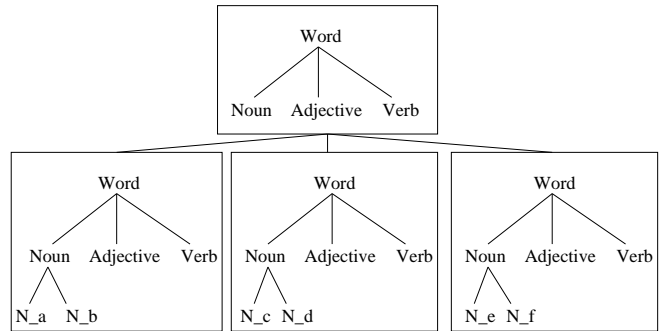 Word
Noun Adjective Verb
Word Word Word
Noun Adjective Verb Noun Adjective Verb Noun Adjective Verb
N_a N_b N_c N_d N_e N_f